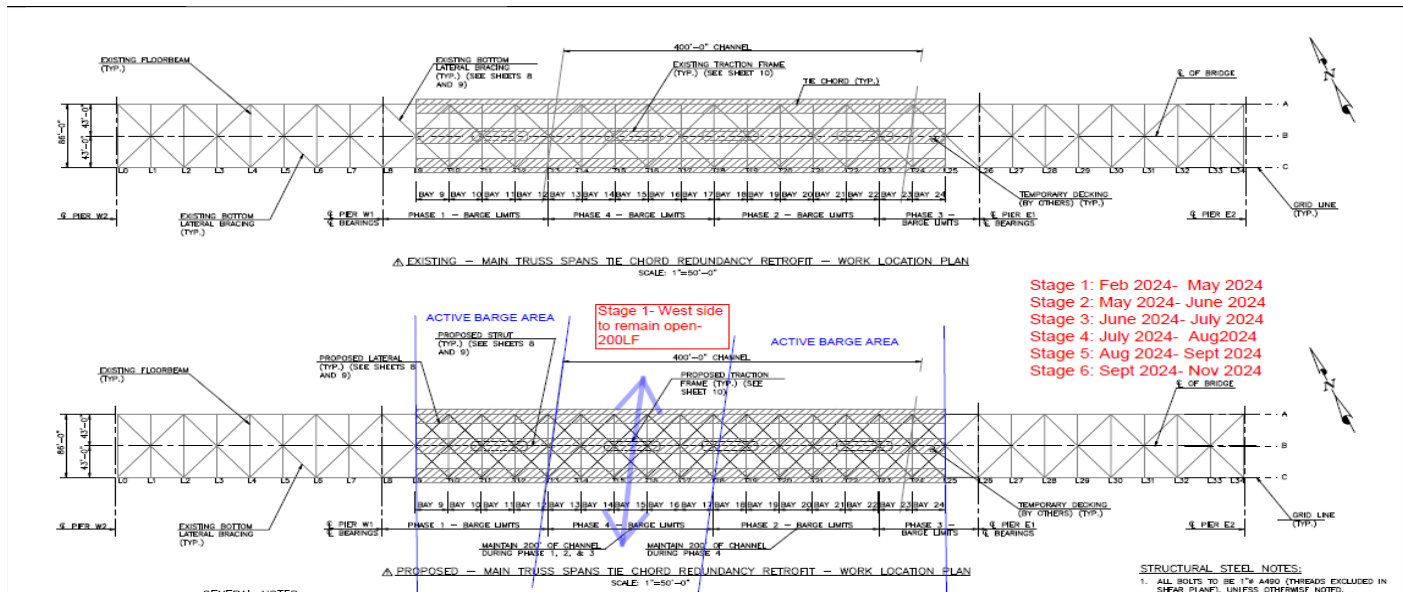 400'-0" CHANNEL
EXISTING FLOORBEAM
(TYP.)
EXISTING BOTTOM
LATERAL BRACING
(TYP.) (SEE SHEETS 8
AND 9)
EXISTING TRACTION FRAME
(TYP.) (SEE SHEET 10)
TIE CHORD (TYP.)
℄ OF BRIDGE
N
86'-0"
43'-0"
43'-0"
A
B
C
L0 L1 L2 L3 L4 L5 L6 L7 L8 L9 L25 L26 L27 L28 L29 L30 L31 L32 L33 L34
BAY 9 BAY 10 BAY 11 BAY 12 BAY 13 BAY 14 BAY 15 BAY 16 BAY 17 BAY 18 BAY 19 BAY 20 BAY 21 BAY 22 BAY 23 BAY 24
TEMPORARY DECKING
(BY OTHERS) (TYP.)
GRID LINE
(TYP.)
℄ PIER W2
EXISTING BOTTOM
LATERAL BRACING
(TYP.)
℄ PIER W1
℄ BEARINGS
PHASE 1 - BARGE LIMITS
PHASE 4 - BARGE LIMITS
PHASE 2 - BARGE LIMITS
PHASE 3 -
BARGE LIMITS
℄ PIER E1
℄ BEARINGS
℄ PIER E2
EXISTING - MAIN TRUSS SPANS TIE CHORD REDUNDANCY RETROFIT - WORK LOCATION PLAN
SCALE: 1"=50'-0"
Stage 1: Feb 2024- May 2024
Stage 2: May 2024- June 2024
Stage 3: June 2024- July 2024
Stage 4: July 2024- Aug2024
Stage 5: Aug 2024- Sept 2024
Stage 6: Sept 2024- Nov 2024
ACTIVE BARGE AREA
Stage 1- West side
to remain open-
200LF
ACTIVE BARGE AREA
PROPOSED STRUT
(TYP.) (SEE SHEETS 8
AND 9)
400'-0" CHANNEL
PROPOSED LATERAL
(TYP.) (SEE SHEETS 8
AND 9)
EXISTING FLOORBEAM
(TYP.)
PROPOSED TRACTION
FRAME (TYP.) (SEE
SHEET 10)
℄ OF BRIDGE
N
86'-0"
43'-0"
43'-0"
A
B
C
L0 L1 L2 L3 L4 L5 L6 L7 L8 L9 L25 L26 L27 L28 L29 L30 L31 L32 L33 L34
BAY 9 BAY 10 BAY 11 BAY 12 BAY 13 BAY 14 BAY 15 BAY 16 BAY 17 BAY 18 BAY 19 BAY 20 BAY 21 BAY 22 BAY 23 BAY 24
TEMPORARY DECKING
(BY OTHERS) (TYP.)
GRID LINE
(TYP.)
℄ PIER W2
EXISTING BOTTOM
LATERAL BRACING
(TYP.)
℄ PIER W1
℄ BEARINGS
PHASE 1 - BARGE LIMITS
PHASE 4 - BARGE LIMITS
PHASE 2 - BARGE LIMITS
PHASE 3 -
BARGE LIMITS
℄ PIER E1
℄ BEARINGS
℄ PIER E2
MAINTAIN 200' OF CHANNEL
DURING PHASE 1, 2, & 3
MAINTAIN 200' OF CHANNEL
DURING PHASE 4
PROPOSED - MAIN TRUSS SPANS TIE CHORD REDUNDANCY RETROFIT - WORK LOCATION PLAN
SCALE: 1"=50'-0"
GENERAL NOTES
STRUCTURAL STEEL NOTES:
1. ALL BOLTS TO BE 1"ø A490 (THREADS EXCLUDED IN
SHEAR PLANE), UNLESS OTHERWISE NOTED.